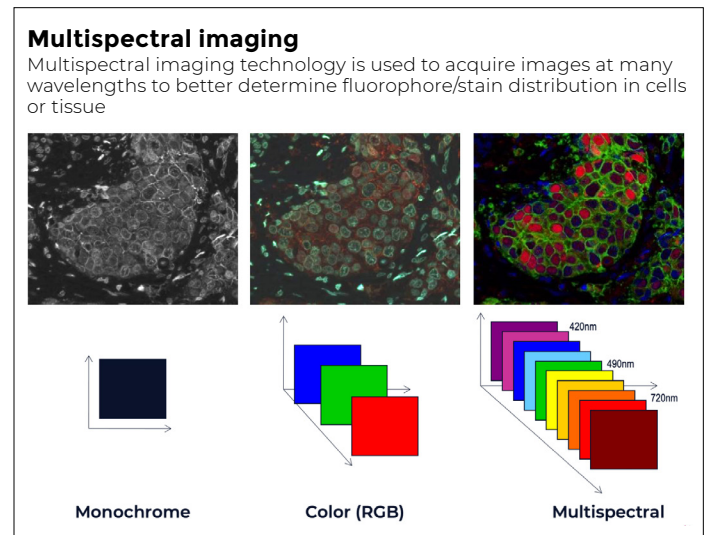 Multispectral imaging
Multispectral imaging technology is used to acquire images at many
wavelengths to better determine fluorophore/stain distribution in cells
or tissue
420nm
490nm
720nm
Monochrome
Color (RGB)
Multispectral